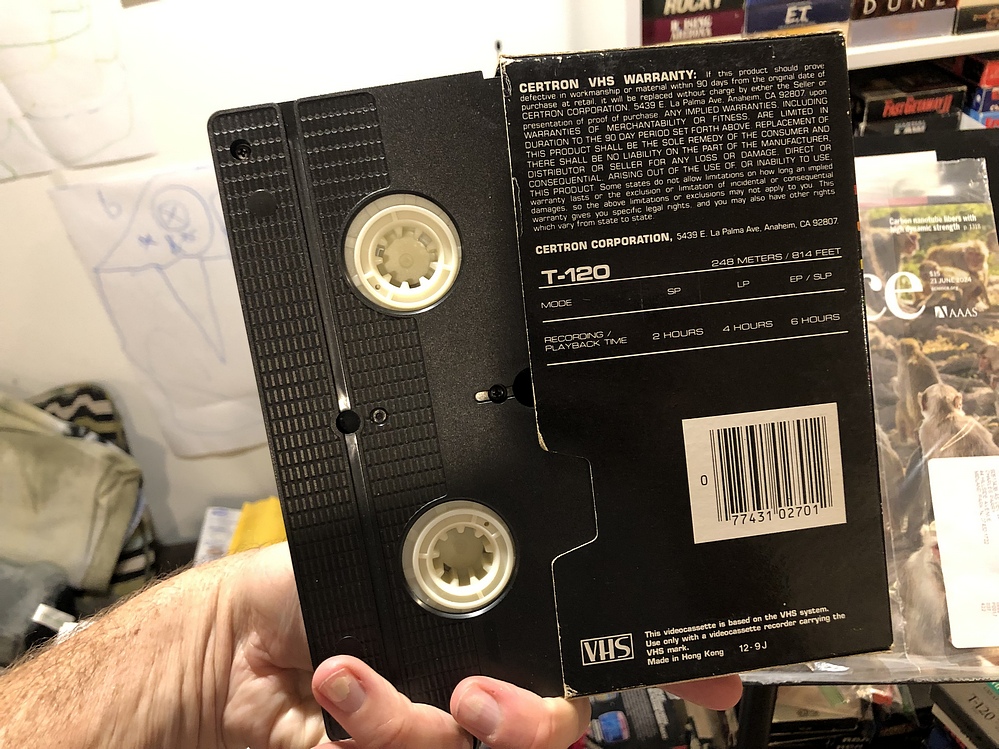 ROCKY
RAISING ARIZONA
E.T.
DUNE
CERTRON VHS WARRANTY: If this product should prove
defective in workmanship or material within 90 days from the original date of
purchase at retail, it will be replaced without charge by either the Seller or
CERTRON CORPORATION, 5439 E. La Palma Ave. Anaheim, CA 92807, upon
presentation of proof of purchase. ANY IMPLIED WARRANTIES, INCLUDING
WARRANTIES OF MERCHANTABILITY OR FITNESS, ARE LIMITED IN
DURATION TO THE 90 DAY PERIOD SET FORTH ABOVE. REPLACEMENT OF
THIS PRODUCT SHALL BE THE SOLE REMEDY OF THE CONSUMER AND
THERE SHALL BE NO LIABILITY ON THE PART OF THE MANUFACTURER,
DISTRIBUTOR OR SELLER FOR ANY LOSS OR DAMAGE, DIRECT OR
CONSEQUENTIAL, ARISING OUT OF THE USE OF, OR INABILITY TO USE,
THIS PRODUCT. Some states do not allow limitations on how long an implied
warranty lasts or the exclusion or limitation of incidental or consequential
damages, so the above limitations or exclusions may not apply to you. This
warranty gives you specific legal rights, and you may also have other rights
which vary from state to state.
CERTRON CORPORATION, 5439 E. La Palma Ave, Anaheim, CA 92807.
T-120 248 METERS / 814 FEET
MODE SP LP EP / SLP
RECORDING /
PLAYBACK TIME 2 HOURS 4 HOURS 6 HOURS
0 77431 02701
VHS
This videocassette is based on the VHS system.
Use only with a videocassette recorder carrying the
VHS mark.
Made in Hong Kong 12-9J
Carbon nanotube fibers with
high dynamic strength p. 1318
ce
$15
21 JUNE 2024
science.org
AAAS
T-120